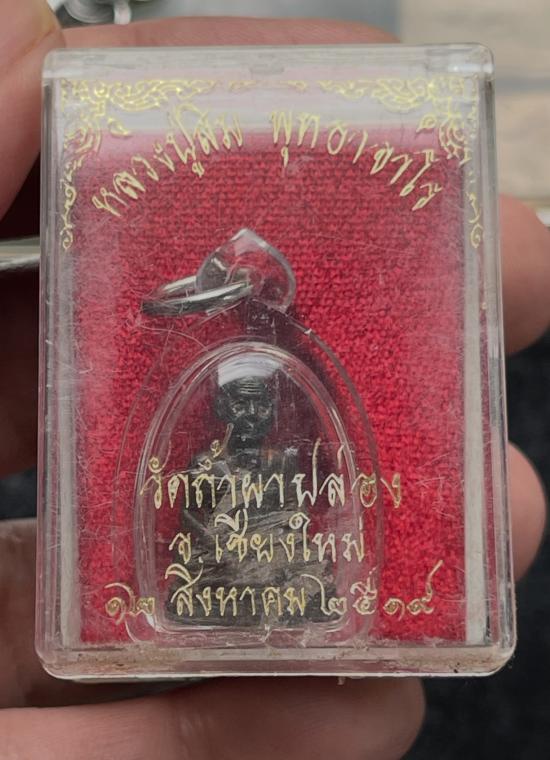 หลวงปู่สิม พุทธาจาโร
วัดถ้ำผาปล่อง
จ. เชียงใหม่
๑๒ สิงหาคม ๒๕๑๙